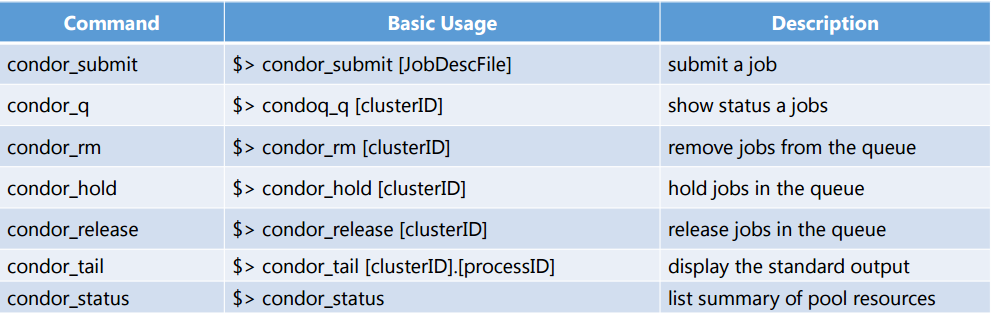 Command Basic Usage Description
condor_submit $> condor_submit [JobDescFile] submit a job
condor_q $> condoq_q [clusterID] show status a jobs
condor_rm $> condor_rm [clusterID] remove jobs from the queue
condor_hold $> condor_hold [clusterID] hold jobs in the queue
condor_release $> condor_release [clusterID] release jobs in the queue
condor_tail $> condor_tail [clusterID].[processID] display the standard output
condor_status $> condor_status list summary of pool resources